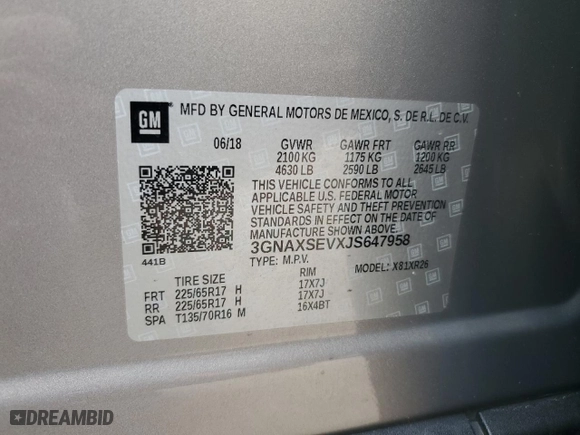 GM
MFD BY GENERAL MOTORS DE MEXICO, S. DE R.L. DE C.V.
06/18 GVWR GAWR FRT GAWR RR
2100 KG 1175 KG 1200 KG
4630 LB 2590 LB 2645 LB
THIS VEHICLE CONFORMS TO ALL
APPLICABLE U.S. FEDERAL MOTOR
VEHICLE SAFETY AND THEFT PREVENTION
STANDARDS IN EFFECT ON THE DATE OF
MFG. SHOWN ABOVE.
3GNAXSEVXJS647958
441B TYPE: M.P.V. MODEL: X81XR26
TIRE SIZE RIM
FRT 225/65R17 H 17X7J
RR 225/65R17 H 17X7J
SPA T135/70R16 M 16X4BT
DREAMBID